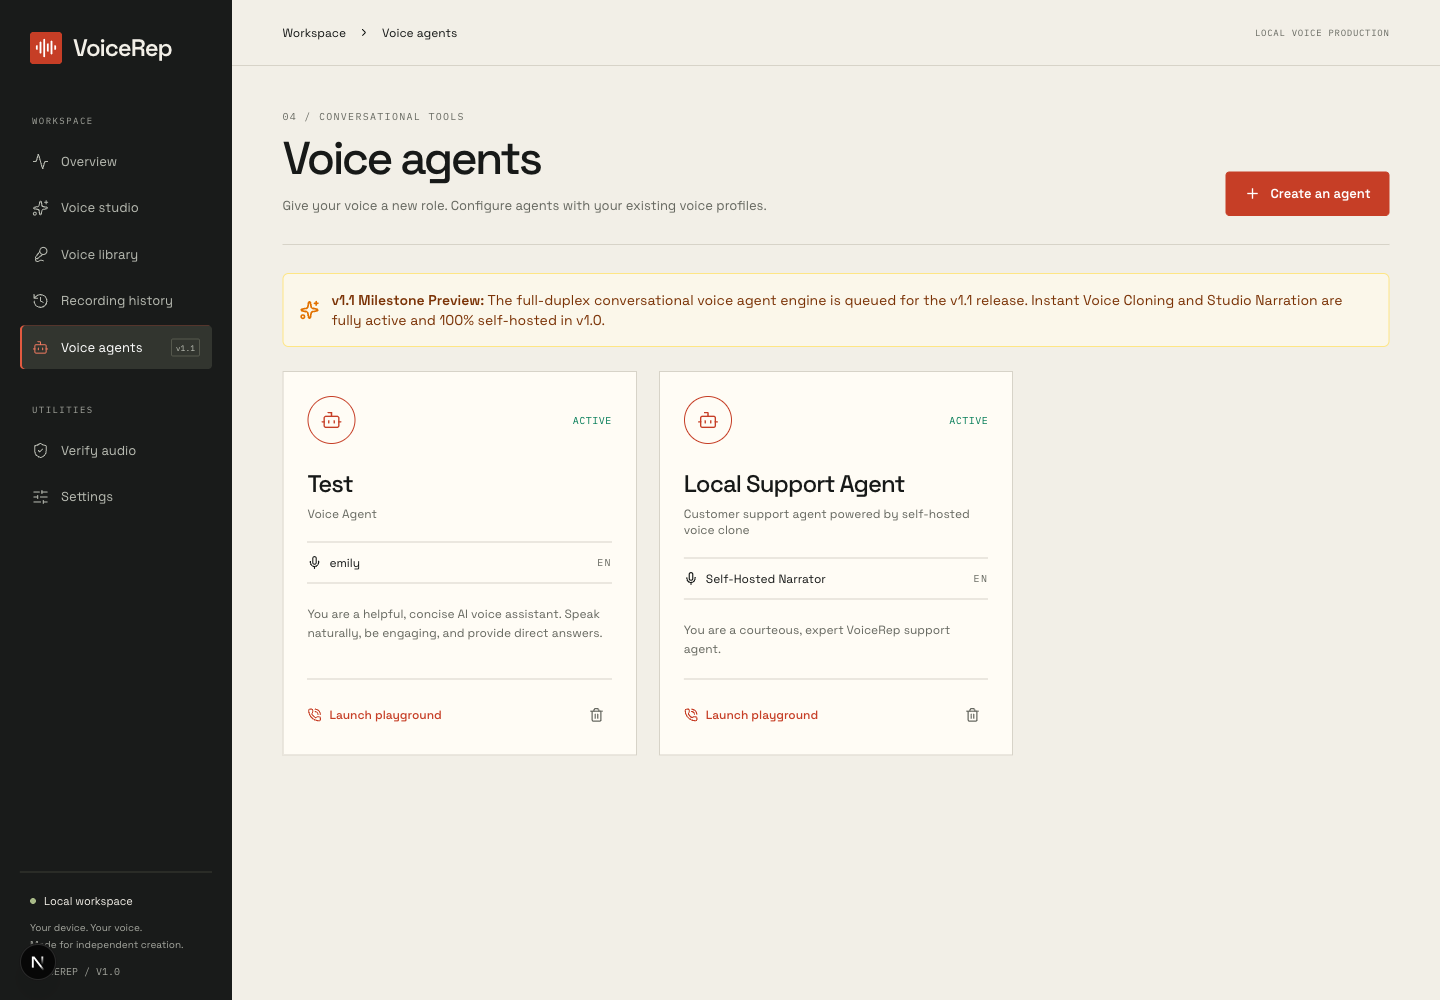 VoiceRep
WORKSPACE
Overview
Voice studio
Voice library
Recording history
Voice agents v1.1
UTILITIES
Verify audio
Settings
Local workspace
Your device. Your voice.
for independent creation.
N
/ V1.0
Workspace > Voice agents
LOCAL VOICE PRODUCTION
04 / CONVERSATIONAL TOOLS
Voice agents
Give your voice a new role. Configure agents with your existing voice profiles.
+ Create an agent
v1.1 Milestone Preview: The full-duplex conversational voice agent engine is queued for the v1.1 release. Instant Voice Cloning and Studio Narration are
fully active and 100% self-hosted in v1.0.
ACTIVE
Test
Voice Agent
emily EN
You are a helpful, concise AI voice assistant. Speak
naturally, be engaging, and provide direct answers.
Launch playground
ACTIVE
Local Support Agent
Customer support agent powered by self-hosted
voice clone
Self-Hosted Narrator EN
You are a courteous, expert VoiceRep support
agent.
Launch playground